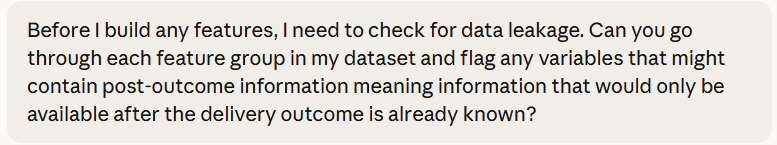 Before I build any features, I need to check for data leakage. Can you go
through each feature group in my dataset and flag any variables that might
contain post-outcome information meaning information that would only be
available after the delivery outcome is already known?